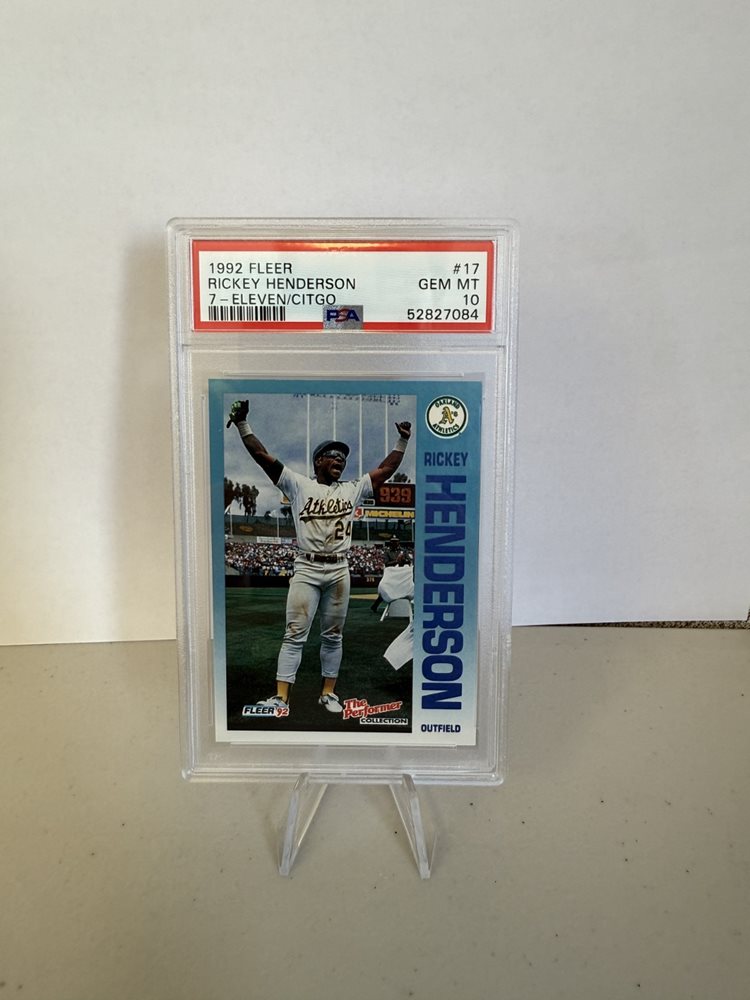 1992 FLEER #17
RICKEY HENDERSON GEM MT
7-ELEVEN/CITGO 10
PSA 52827084
OAKLAND
A's
ATHLETICS
RICKEY
HENDERSON
939
MICHELIN
Athletics
24
FLEER '92
The
Performer
COLLECTION
OUTFIELD